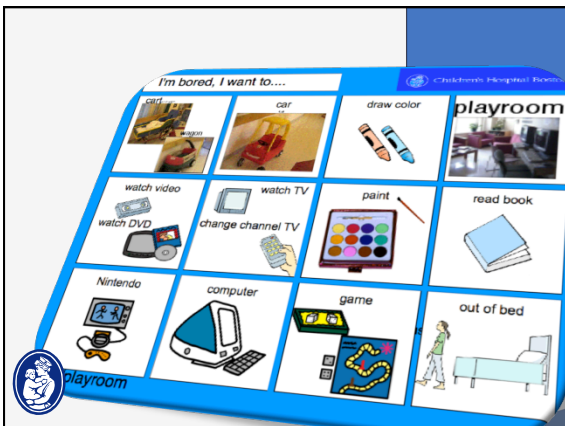 I'm bored, I want to....
Children's Hospital Boston
cart
wagon
car
draw color
playroom
watch video
watch DVD
watch TV
change channel TV
paint
read book
Nintendo
computer
game
out of bed
playroom